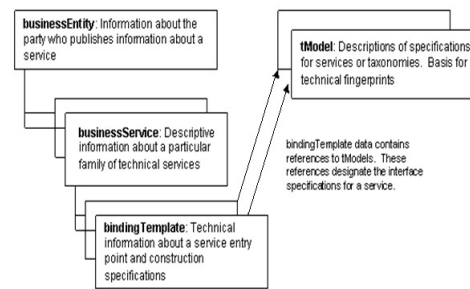 businessEntity: Information about the
party who publishes information about a
service
tModel: Descriptions of specifications
for services or taxonomies. Basis for
technical fingerprints
businessService: Descriptive
information about a particular
family of technical services
bindingTemplate data contains
references to tModels. These
references designate the interface
specifications for a service.
bindingTemplate: Technical
information about a service entry
point and construction
specifications